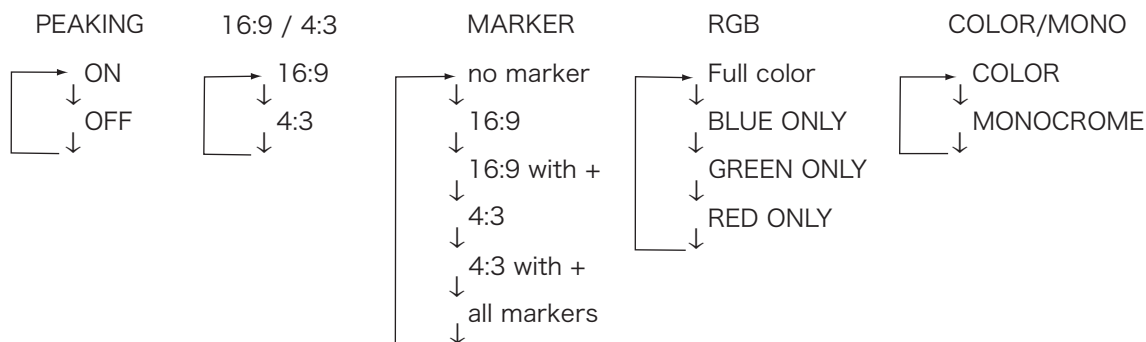 PEAKING
ON
OFF
16:9 / 4:3
16:9
4:3
MARKER
no marker
16:9
16:9 with +
4:3
4:3 with +
all markers
RGB
Full color
BLUE ONLY
GREEN ONLY
RED ONLY
COLOR/MONO
COLOR
MONOCROME